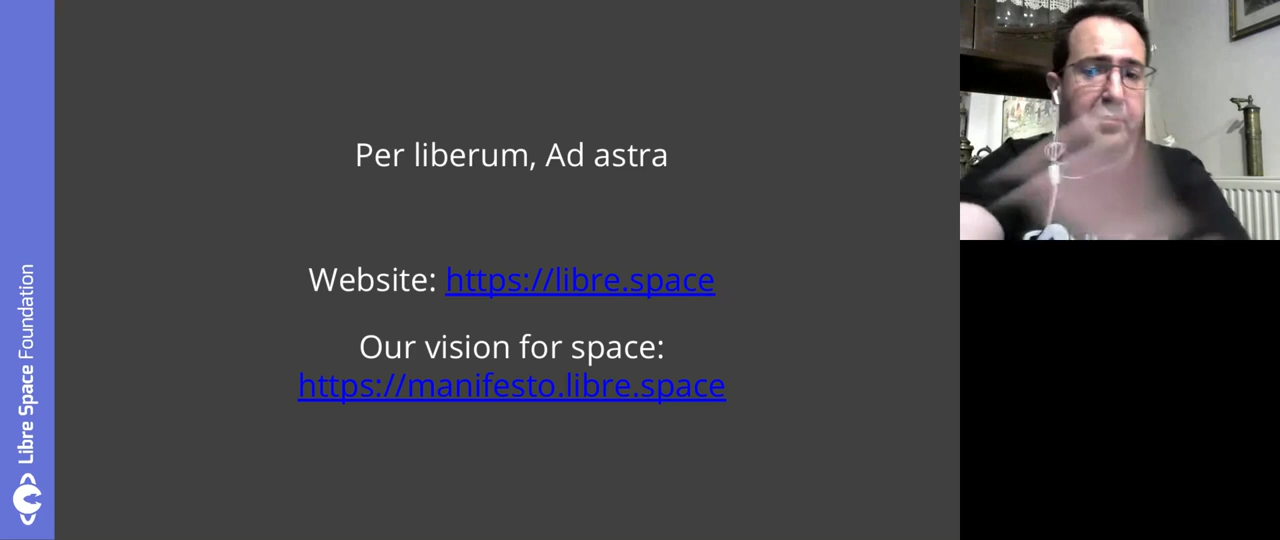 Per liberum, Ad astra
Website: https://libre.space
Our vision for space:
https://manifesto.libre.space
Libre Space Foundation